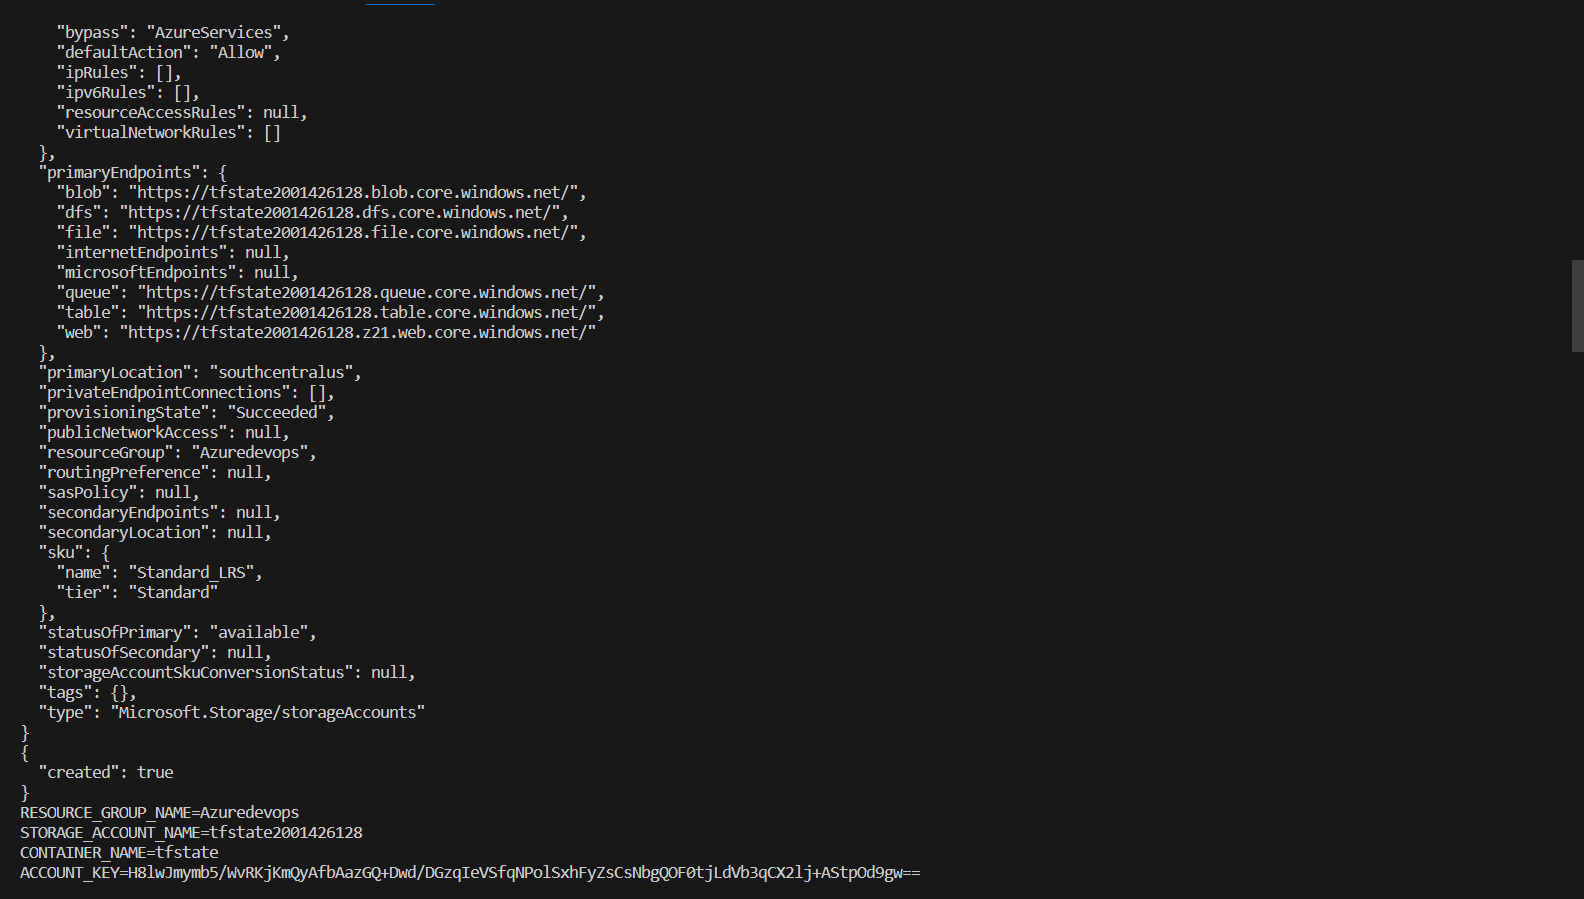 "bypass": "AzureServices",
"defaultAction": "Allow",
"ipRules": [],
"ipv6Rules": [],
"resourceAccessRules": null,
"virtualNetworkRules": []
},
"primaryEndpoints": {
"blob": "https://tfstate2001426128.blob.core.windows.net/",
"dfs": "https://tfstate2001426128.dfs.core.windows.net/",
"file": "https://tfstate2001426128.file.core.windows.net/",
"internetEndpoints": null,
"microsoftEndpoints": null,
"queue": "https://tfstate2001426128.queue.core.windows.net/",
"table": "https://tfstate2001426128.table.core.windows.net/",
"web": "https://tfstate2001426128.z21.web.core.windows.net/"
},
"primaryLocation": "southcentralus",
"privateEndpointConnections": [],
"provisioningState": "Succeeded",
"publicNetworkAccess": null,
"resourceGroup": "Azuredevops",
"routingPreference": null,
"sasPolicy": null,
"secondaryEndpoints": null,
"secondaryLocation": null,
"sku": {
"name": "Standard_LRS",
"tier": "Standard"
},
"statusOfPrimary": "available",
"statusOfSecondary": null,
"storageAccountSkuConversionStatus": null,
"tags": {},
"type": "Microsoft.Storage/storageAccounts"
}
{
"created": true
}
RESOURCE_GROUP_NAME=Azuredevops
STORAGE_ACCOUNT_NAME=tfstate2001426128
CONTAINER_NAME=tfstate
ACCOUNT_KEY=H8lwJmymb5/WvRKjKmQyAfbAazGQ+Dwd/DGzqIeVSfqNPolSxhFyZsCsNbgQOF0tjLdVb3qCX2lj+AStpOd9gw==